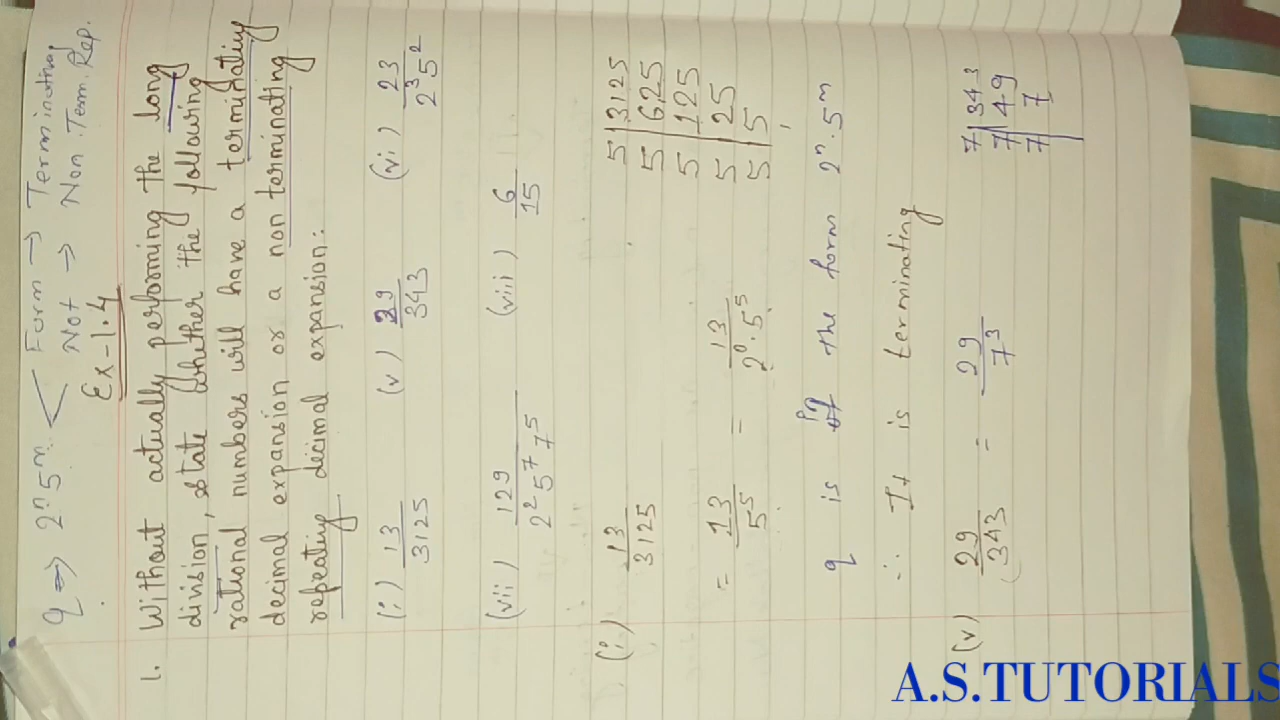 q ⇒ 2ⁿ5ᵐ < Form → Terminating
Not → Non. Term. Rep.
Ex-1.4
1. Without actually performing the long
division, state whether the following
rational numbers will have a terminating
decimal expansion or a non terminating
repeating decimal expansion:
(i) 13/3125 (v) 29/343 (vi) 23/2³5²
(vii) 129/2²5⁷7⁵ (viii) 6/15
(i) 13/3125
= 13/5⁵ = 13/2⁰·5⁵
5|3125
5|625
5|125
5|25
5|5
q is in the form 2ⁿ.5ᵐ
∴ It is terminating
(v) 29/343 = 29/7³
7|343
7|49
7|7
A.S.TUTORIALS